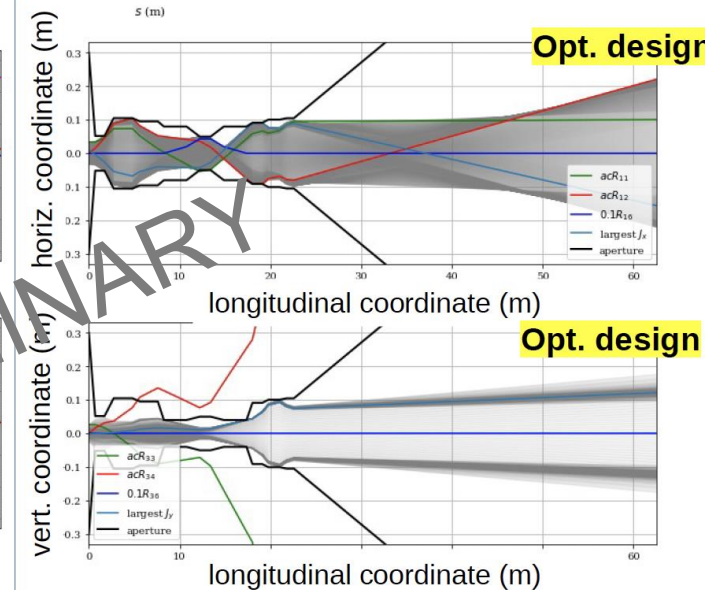 s (m)
Opt. design
horiz. coordinate (m)
0.3
0.2
0.1
0.0
0.1
0.2
0.3
acR₁₁
acR₁₂
0.1R₁₆
largest Jₓ
aperture
0 10 20 30 40 50 60
longitudinal coordinate (m)
MINARY
Opt. design
vert. coordinate (m)
0.3
0.2
0.1
0.0
0.1
0.2
-0.3
acR₃₃
acR₃₄
0.1R₃₆
largest Jᵧ
aperture
0 10 60
longitudinal coordinate (m)